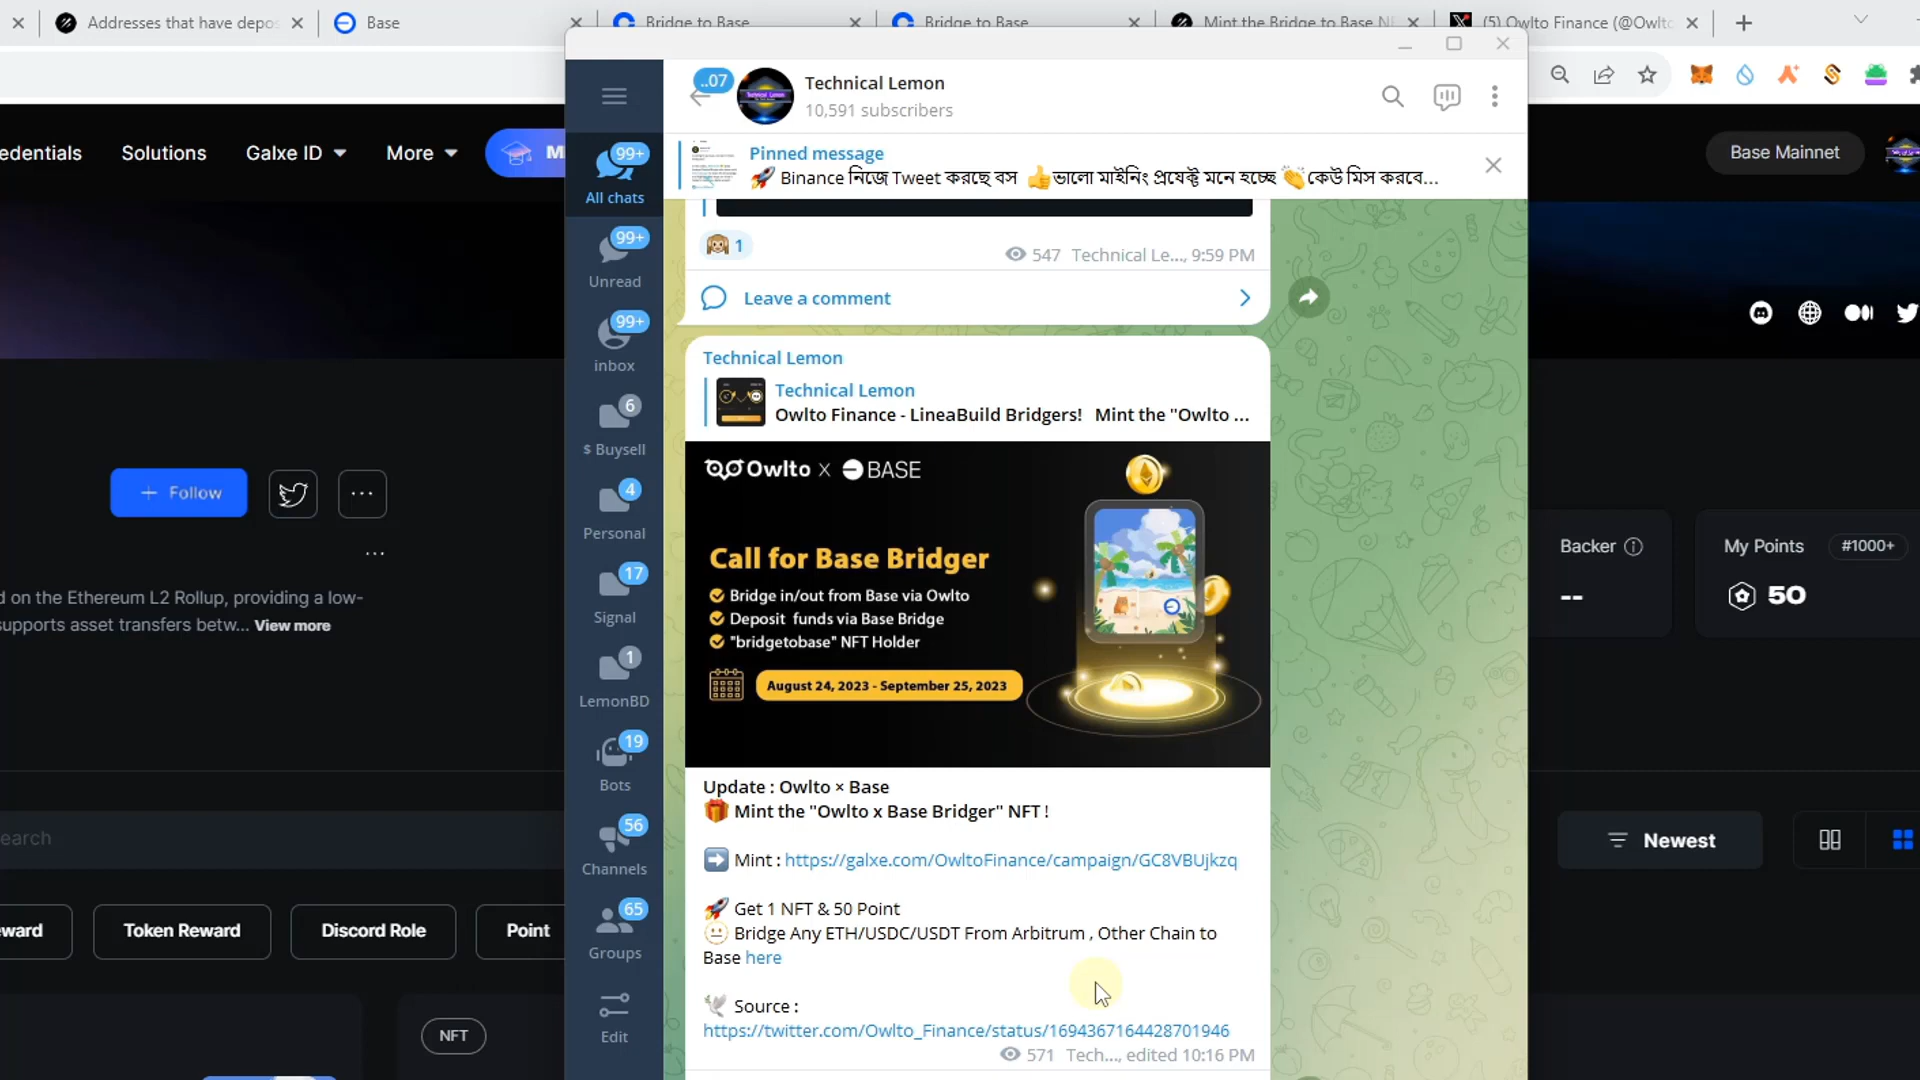 Addresses that have depos
Base
Bridge to Base
Bridge to Base
Mint the Bridge to Base NF
(5) Owlto Finance (@Owlto
edentials
Solutions
Galxe ID
More
M
Base Mainnet
..07
Technical Lemon
10,591 subscribers
Pinned message
🚀 Binance নিজে Tweet করছে বস 👍ভালো মাইনিং প্রযেক্ট মনে হচ্ছে 👏কেউ মিস করবে...
99+
All chats
99+
Unread
99+
inbox
6
$ Buysell
4
Personal
17
Signal
1
LemonBD
19
Bots
56
Channels
65
Groups
Edit
🙉 1
547 Technical Le..., 9:59 PM
Leave a comment
Technical Lemon
Technical Lemon
Owlto Finance - LineaBuild Bridgers! Mint the "Owlto ...
Owlto X BASE
Call for Base Bridger
Bridge in/out from Base via Owlto
Deposit funds via Base Bridge
"bridgetobase" NFT Holder
August 24, 2023 - September 25, 2023
Update : Owlto × Base
🎁 Mint the "Owlto x Base Bridger" NFT !
➡️ Mint : https://galxe.com/OwltoFinance/campaign/GC8VBUjkzq
🚀 Get 1 NFT & 50 Point
😐 Bridge Any ETH/USDC/USDT From Arbitrum , Other Chain to
Base here
🕊 Source :
https://twitter.com/Owlto_Finance/status/1694367164428701946
571 Tech..., edited 10:16 PM
+ Follow
...
...
d on the Ethereum L2 Rollup, providing a low-
supports asset transfers betw... View more
earch
ward
Token Reward
Discord Role
Point
NFT
Backer
--
My Points
#1000+
50
Newest